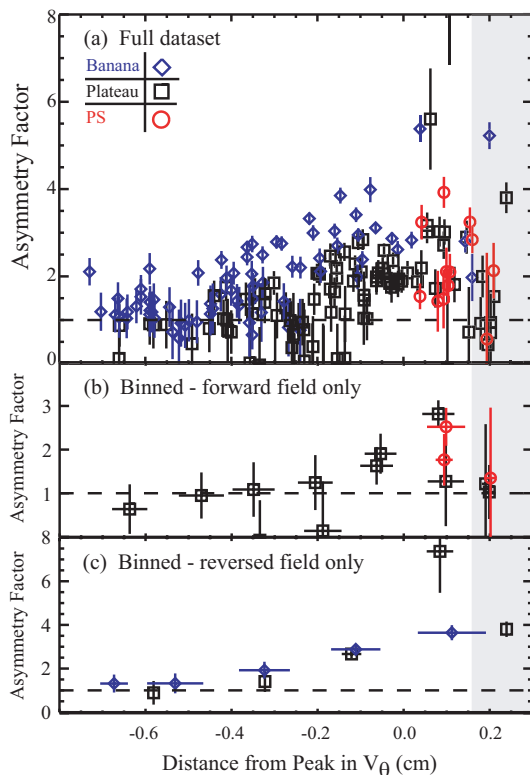 (a) Full dataset
Banana
Plateau
PS
Asymmetry Factor
8
6
4
2
1
0
(b) Binned - forward field only
Asymmetry Factor
3
2
1
8
(c) Binned - reversed field only
Asymmetry Factor
6
4
2
0
-0.6 -0.4 -0.2 0.0 0.2
Distance from Peak in Vθ (cm)